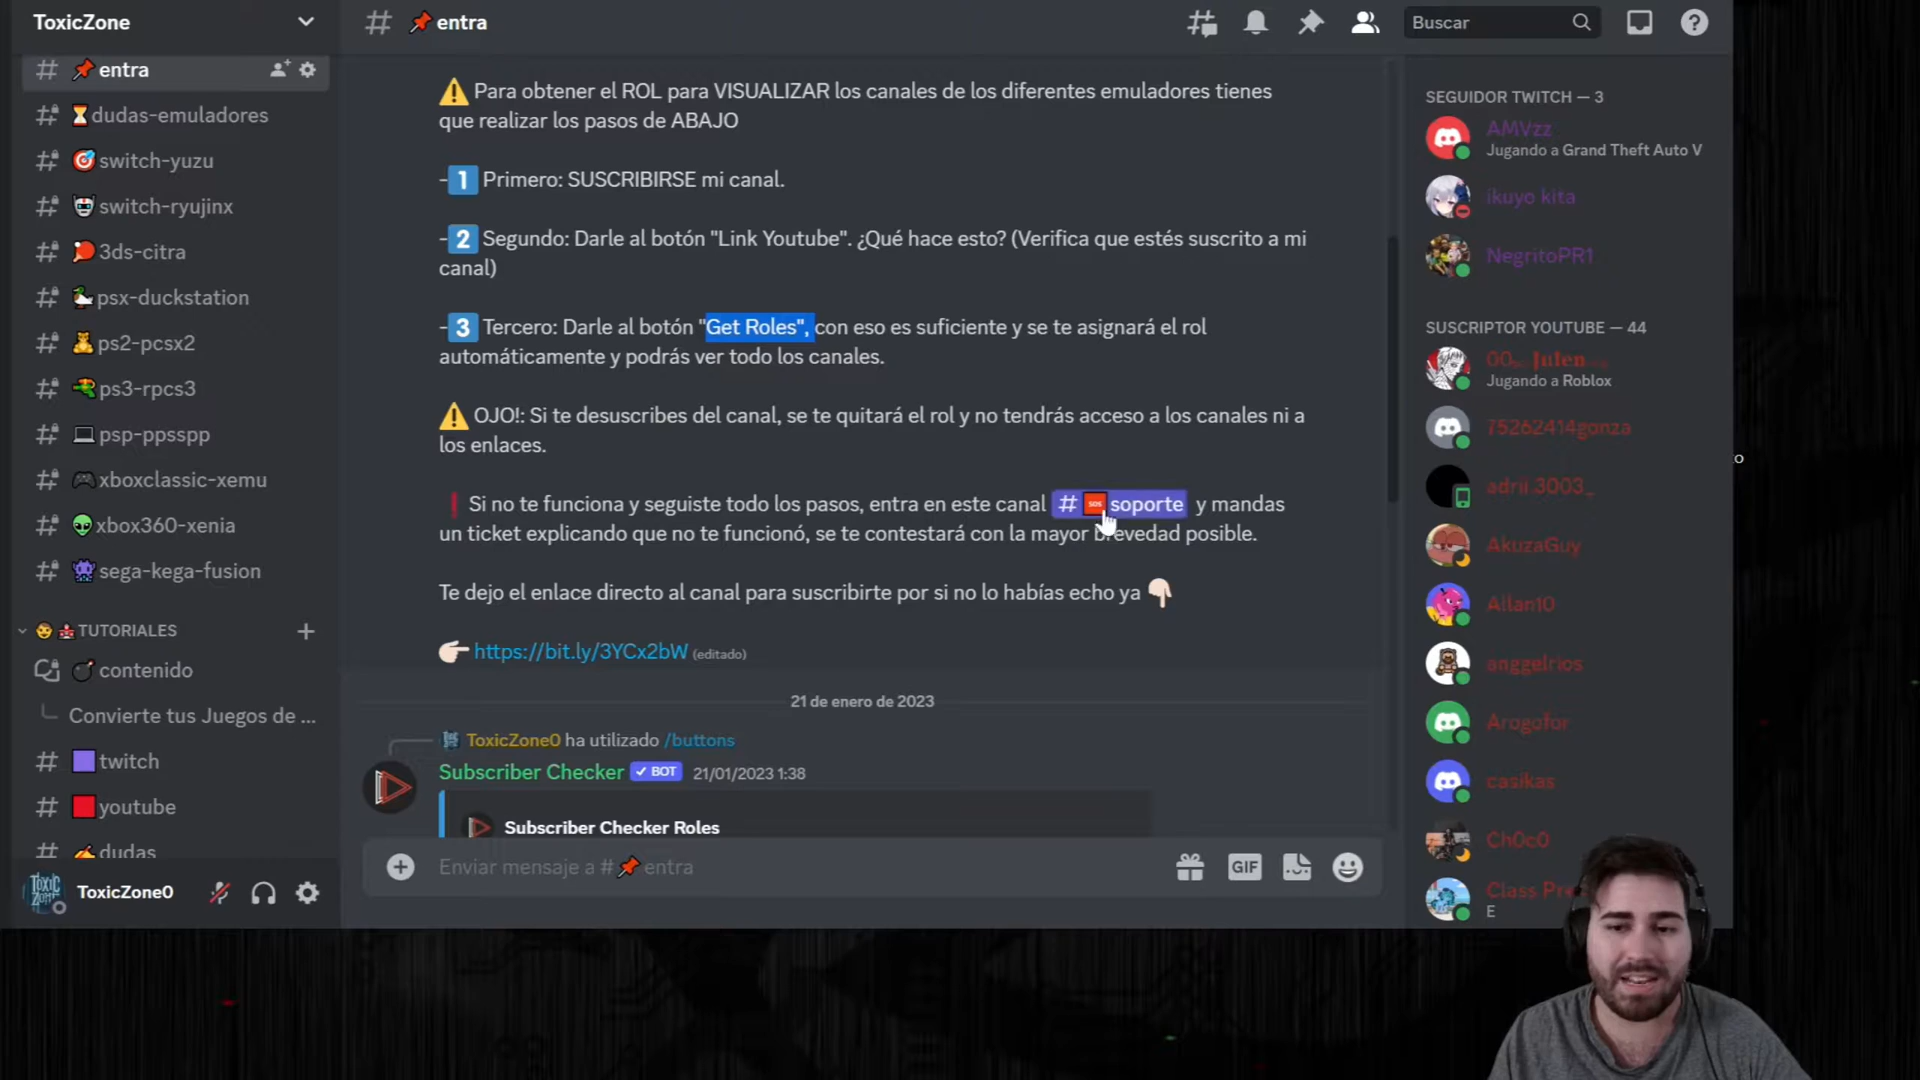 ToxicZone
entra
Buscar
entra
dudas-emuladores
switch-yuzu
switch-ryujinx
3ds-citra
psx-duckstation
ps2-pcsx2
ps3-rpcs3
psp-ppsspp
xboxclassic-xemu
xbox360-xenia
sega-kega-fusion
TUTORIALES
contenido
Convierte tus Juegos de ...
twitch
youtube
dudas
ToxicZone0
Para obtener el ROL para VISUALIZAR los canales de los diferentes emuladores tienes
que realizar los pasos de ABAJO
-1 Primero: SUSCRIBIRSE mi canal.
-2 Segundo: Darle al botón "Link Youtube". ¿Qué hace esto? (Verifica que estés suscrito a mi
canal)
-3 Tercero: Darle al botón "Get Roles", con eso es suficiente y se te asignará el rol
automáticamente y podrás ver todo los canales.
OJO!: Si te desuscribes del canal, se te quitará el rol y no tendrás acceso a los canales ni a
los enlaces.
Si no te funciona y seguiste todo los pasos, entra en este canal # SOS soporte y mandas
un ticket explicando que no te funcionó, se te contestará con la mayor brevedad posible.
Te dejo el enlace directo al canal para suscribirte por si no lo habías echo ya
https://bit.ly/3YCx2bW (editado)
21 de enero de 2023
ToxicZone0 ha utilizado /buttons
Subscriber Checker BOT 21/01/2023 1:38
Subscriber Checker Roles
Enviar mensaje a # entra
GIF
SEGUIDOR TWITCH — 3
AMVzz
Jugando a Grand Theft Auto V
ikuyo kita
NegritoPR1
SUSCRIPTOR YOUTUBE — 44
Jugando a Roblox
75262414gonza
adrii.3003_
AkuzaGuy
Allan10
anggelrios
Arogofor
casikas
Ch0c0
Class
E
TOXIC
ZONE